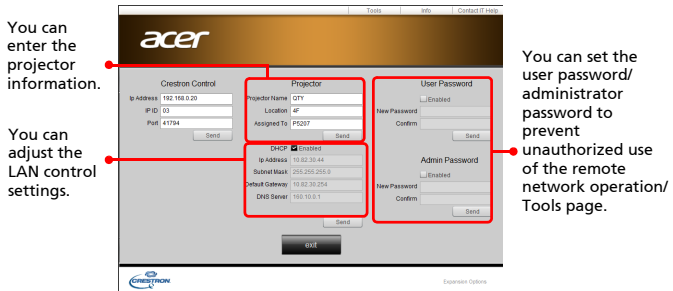 You can
enter the
projector
information.
You can
adjust the
LAN control
settings.
Tools Info Contact IT Help
acer
Crestron Control
Ip Address 192.168.0.20
IP ID 03
Port 41794
Send
Projector
Projector Name QTY
Location 4F
Assigned To P5207
Send
DHCP Enabled
Ip Address 10.82.30.44
Subnet Mask 255.255.255.0
Default Gateway 10.82.30.254
DNS Server 160.10.0.1
Send
User Password
Enabled
New Password
Confirm
Send
Admin Password
Enabled
New Password
Confirm
Send
exit
CRESTRON
Expansion Options
You can set the
user password/
administrator
password to
prevent
unauthorized use
of the remote
network operation/
Tools page.